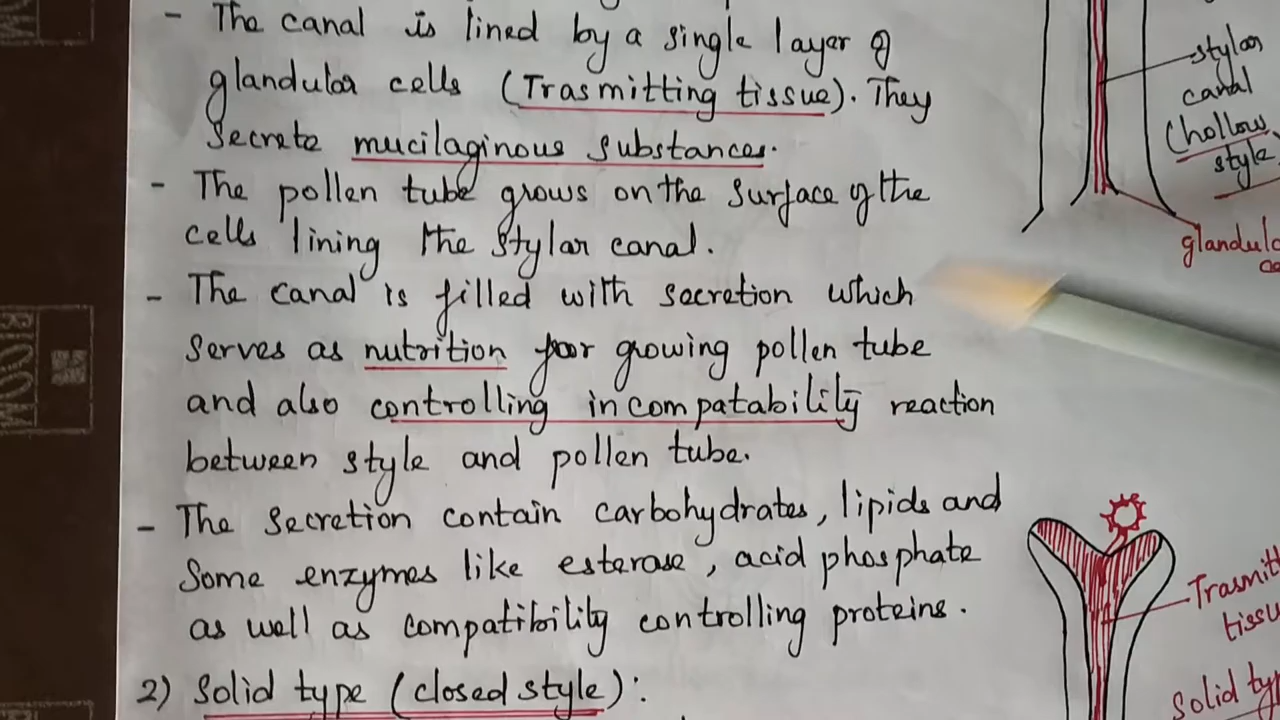 - The canal is lined by a single layer of
glandular cells (Trasmitting tissue). They
secrete mucilaginous substances.
- The pollen tube grows on the surface of the
cells lining the stylar canal.
- The canal is filled with secretion which
serves as nutrition for growing pollen tube
and also controlling incompatability reaction
between style and pollen tube.
- The secretion contain carbohydrates, lipids and
some enzymes like esterase, acid phosphate
as well as compatibility controlling proteins.
2) Solid type (closed style):
stylar
canal
(hollow
style
Solid